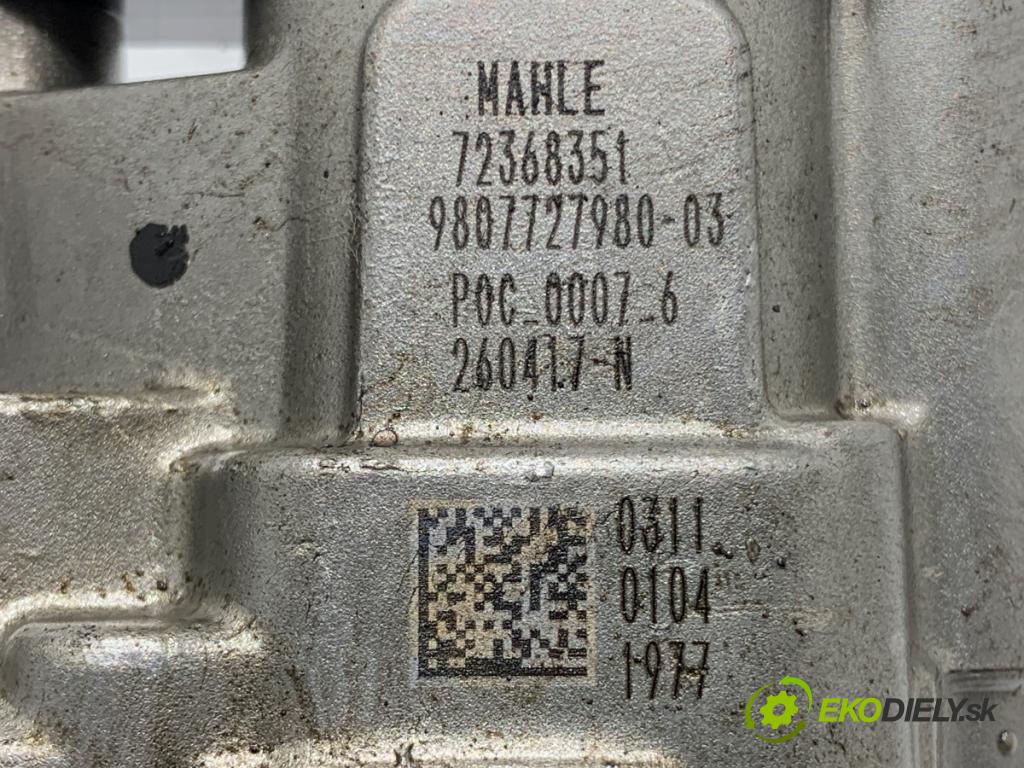 MAHLE
72368351
9807727980-03
POC_0007_6
260417-N
0311
0104
1977
EKODIELY.sk